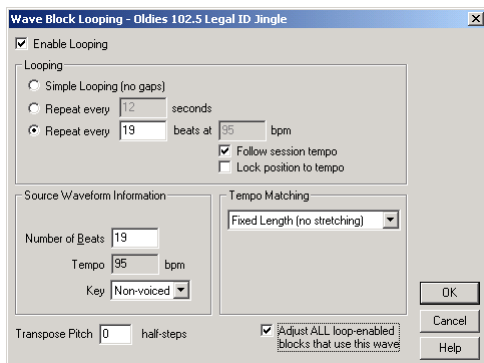 Wave Block Looping - Oldies 102.5 Legal ID Jingle
Enable Looping
Looping
Simple Looping (no gaps)
Repeat every 12 seconds
Repeat every 19 beats at 95 bpm
Follow session tempo
Lock position to tempo
Source Waveform Information
Number of Beats 19
Tempo 95 bpm
Key Non-voiced
Tempo Matching
Fixed Length (no stretching)
Transpose Pitch 0 half-steps
Adjust ALL loop-enabled
blocks that use this wave
OK
Cancel
Help